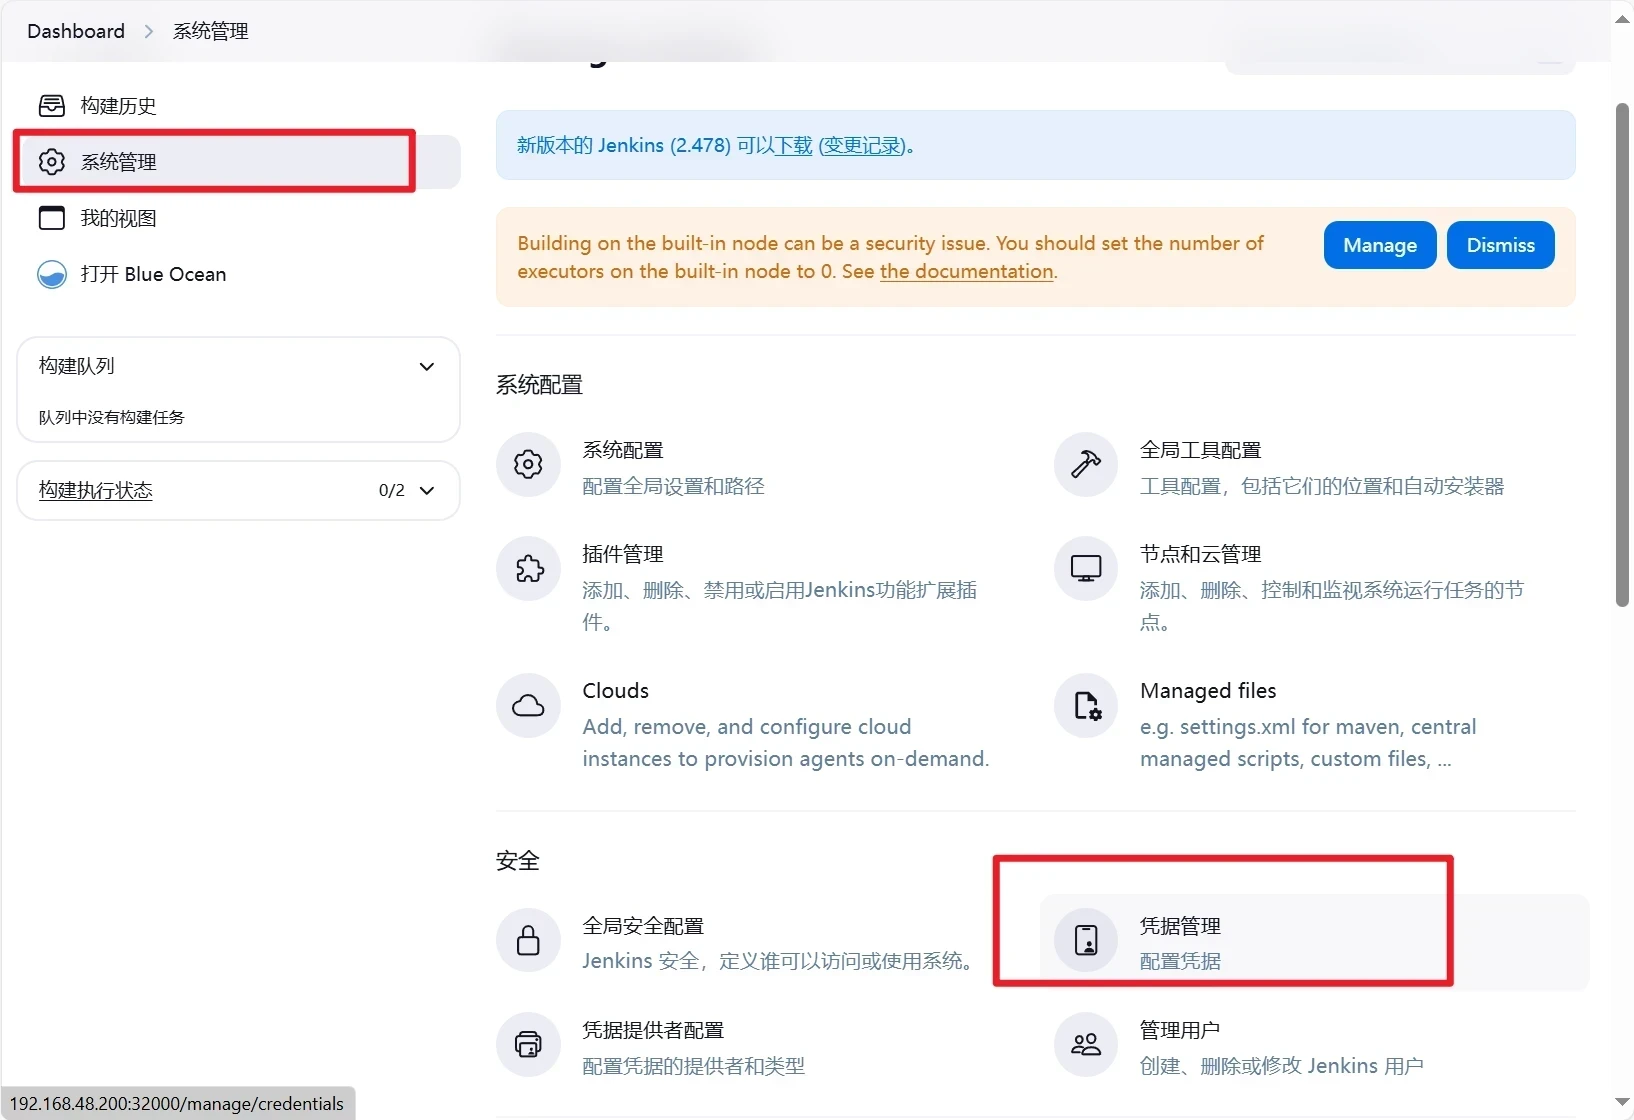 Dashboard > 系统管理
构建历史
系统管理
我的视图
打开 Blue Ocean
构建队列
队列中没有构建任务
构建执行状态 0/2
新版本的 Jenkins (2.478) 可以下载 (变更记录)。
Building on the built-in node can be a security issue. You should set the number of
executors on the built-in node to 0. See the documentation.
Manage
Dismiss
系统配置
系统配置
配置全局设置和路径
全局工具配置
工具配置，包括它们的位置和自动安装器
插件管理
添加、删除、禁用或启用Jenkins功能扩展插
件。
节点和云管理
添加、删除、控制和监视系统运行任务的节
点。
Clouds
Add, remove, and configure cloud
instances to provision agents on-demand.
Managed files
e.g. settings.xml for maven, central
managed scripts, custom files, ...
安全
全局安全配置
Jenkins 安全，定义谁可以访问或使用系统。
凭据管理
配置凭据
凭据提供者配置
配置凭据的提供者和类型
管理用户
创建、删除或修改 Jenkins 用户
192.168.48.200:32000/manage/credentials